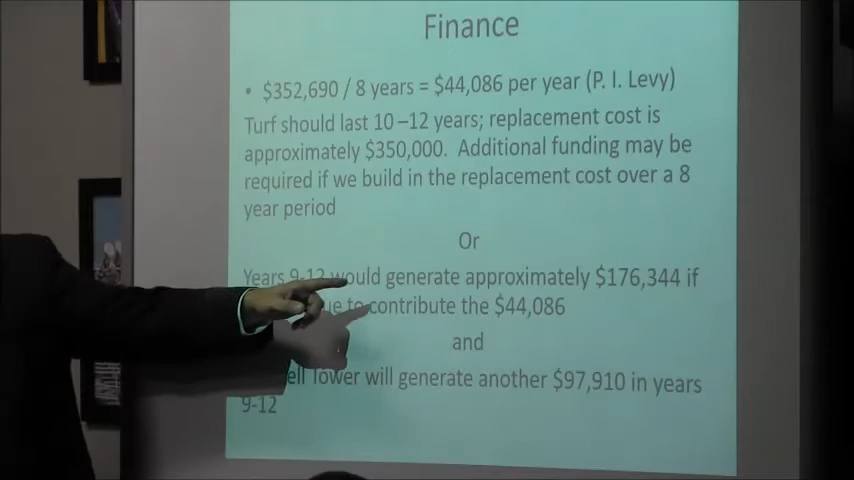 Finance
• $352,690 / 8 years = $44,086 per year (P. I. Levy)
Turf should last 10 –12 years; replacement cost is
approximately $350,000. Additional funding may be
required if we build in the replacement cost over a 8
year period
Or
Years 9-12 would generate approximately $176,344 if
ue to contribute the $44,086
and
ell Tower will generate another $97,910 in years
9-12